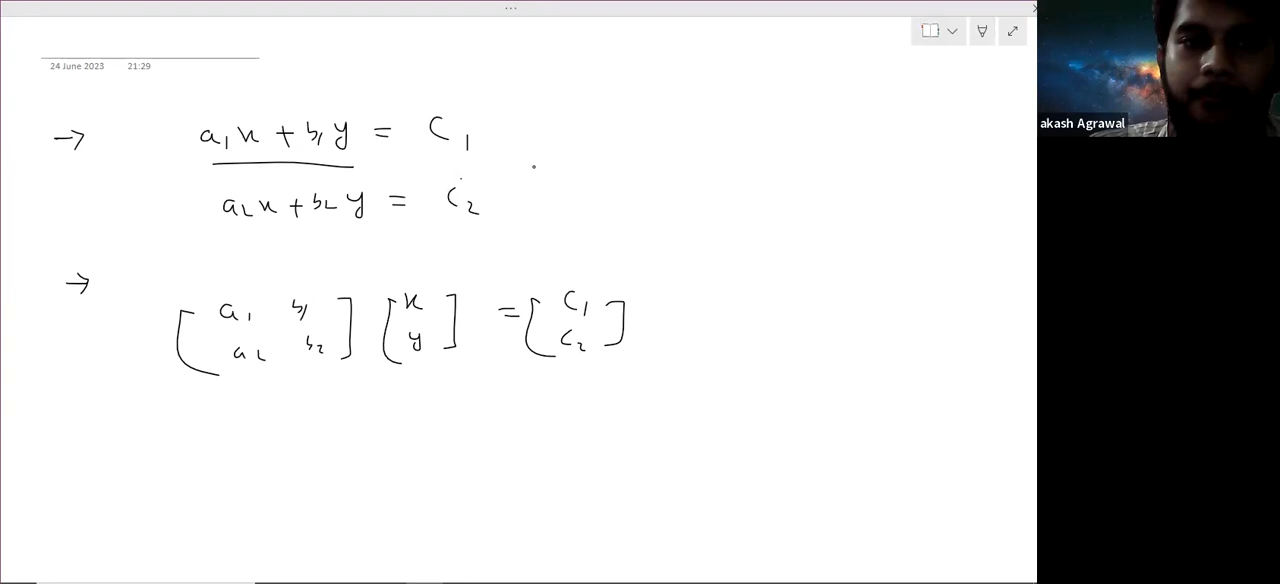 24 June 2023 21:29
akash Agrawal
→ a₁x + b₁y = C₁
a₂x + b₂y = C₂
→ [a₁ b₁] [x] = [C₁]
[a₂ b₂] [y] [C₂]